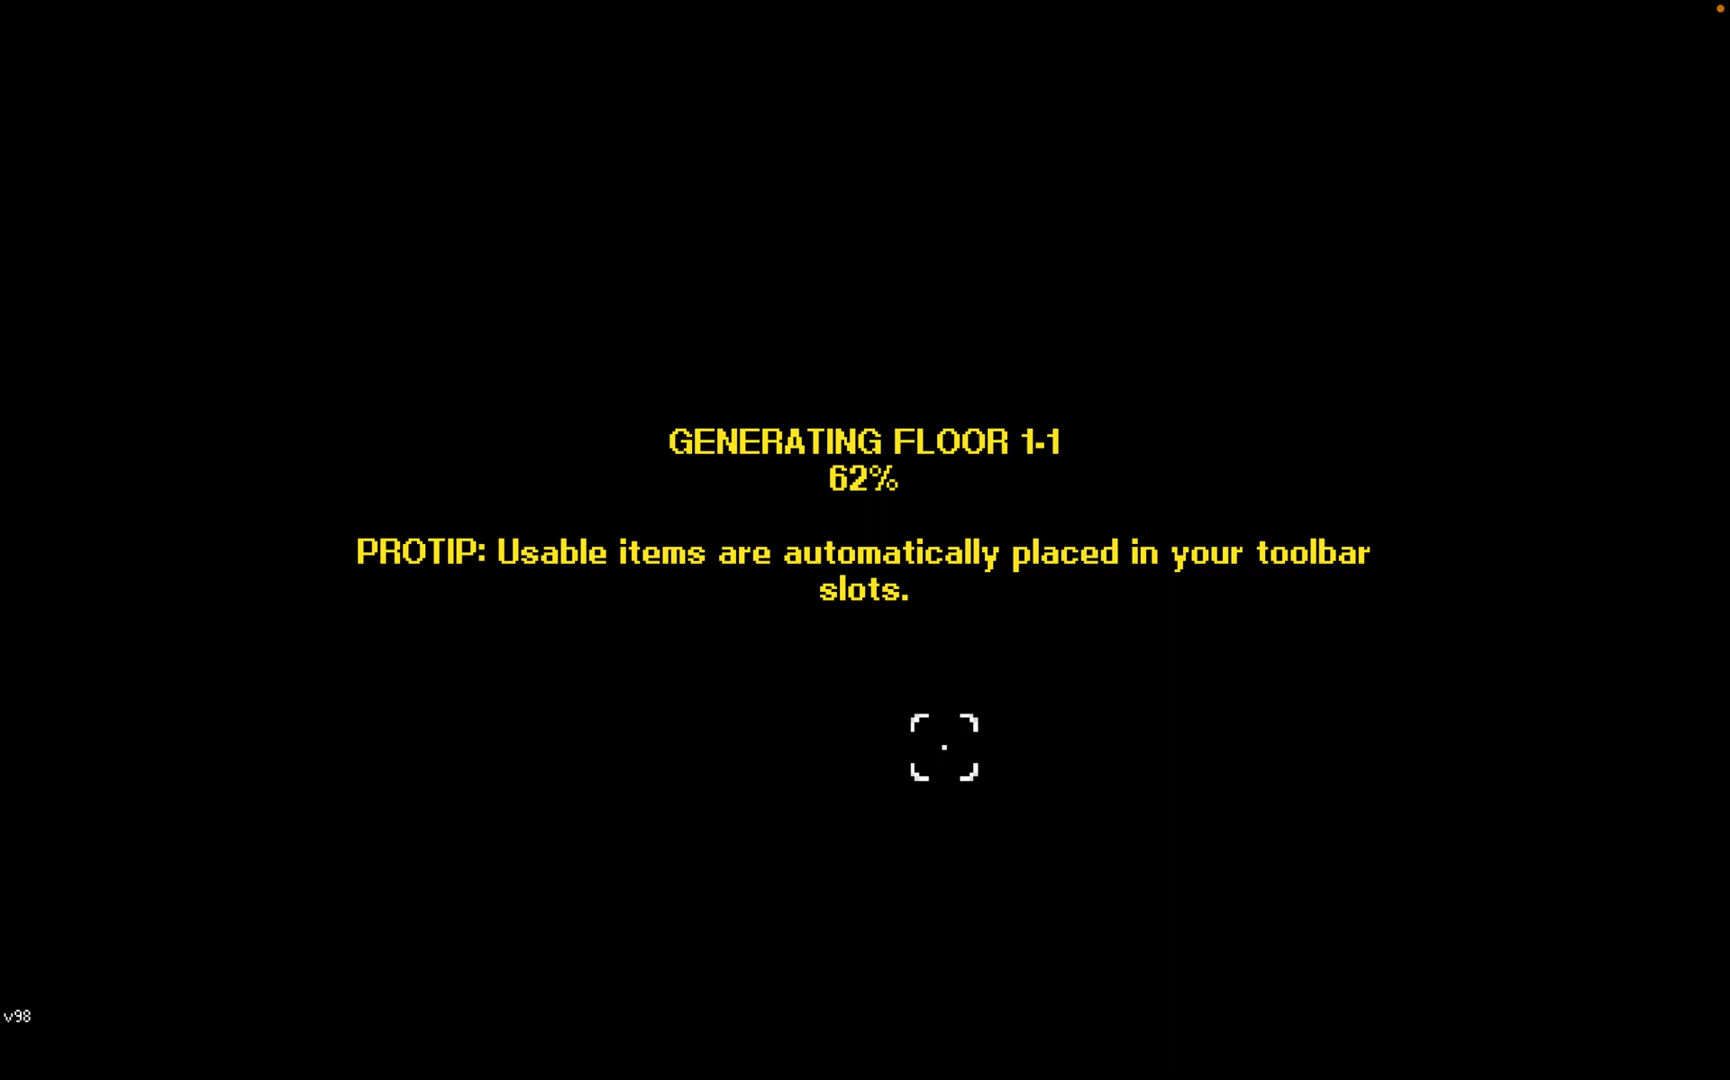 GENERATING FLOOR 1-1
62%
PROTIP: Usable items are automatically placed in your toolbar
slots.
v98